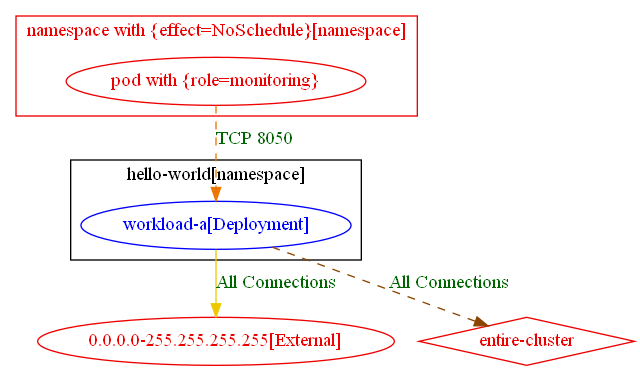 namespace with {effect=NoSchedule}[namespace]
pod with {role=monitoring}
TCP 8050
hello-world[namespace]
workload-a[Deployment]
All Connections
All Connections
0.0.0.0-255.255.255.255[External]
entire-cluster